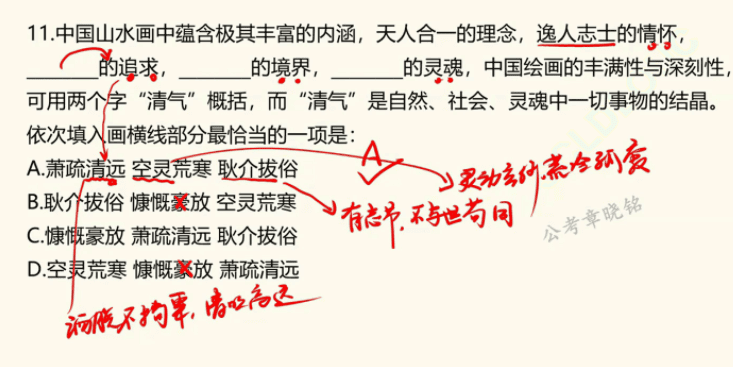 11.中国山水画中蕴含极其丰富的内涵，天人合一的理念，逸人志士的情怀，
________的追求，________的境界，________的灵魂，中国绘画的丰满性与深刻性，
可用两个字“清气”概括，而“清气”是自然、社会、灵魂中一切事物的结晶。
依次填入画横线部分最恰当的一项是：
A.萧疏清远 空灵荒寒 耿介拔俗
A
灵动玄妙，萧冷孤寂
B.耿介拔俗 慷慨豪放 空灵荒寒
有志节，不与世苟同
公考章晓铭
C.慷慨豪放 萧疏清远 耿介拔俗
D.空灵荒寒 慷慨豪放 萧疏清远
洒脱不拘束，清明高远